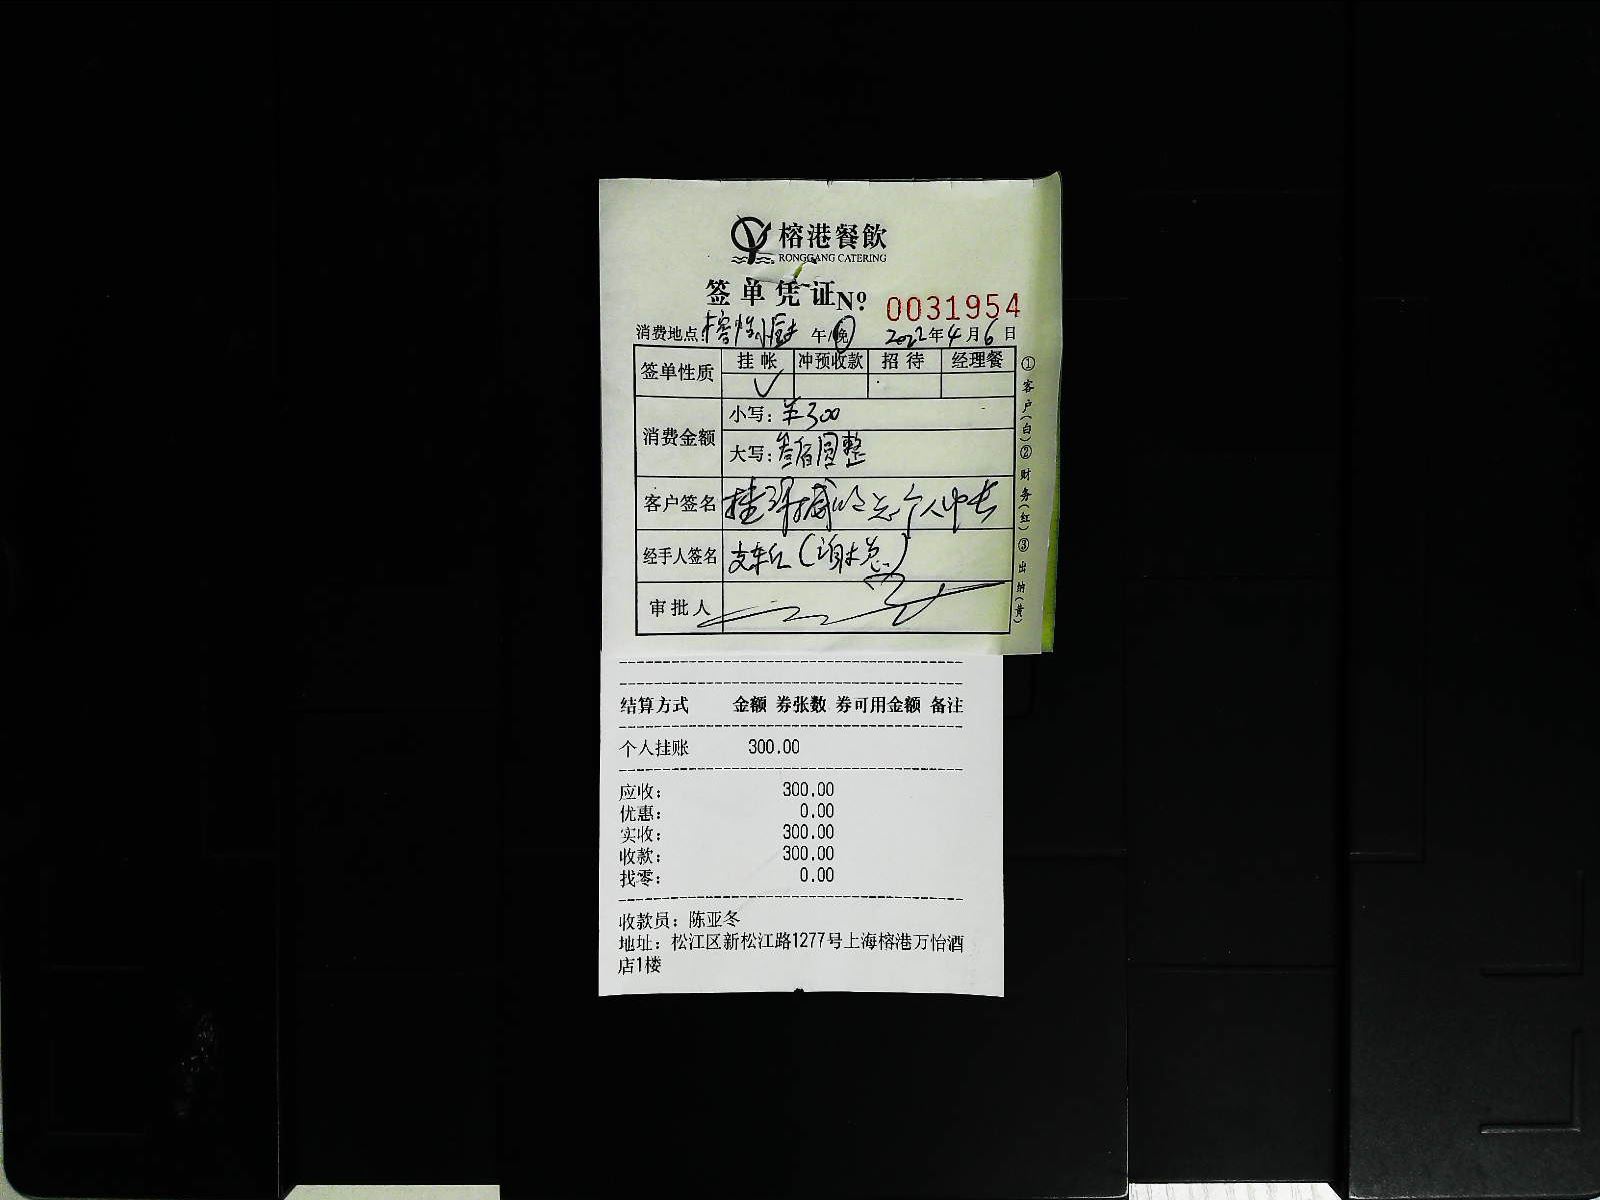 榕港餐飲
RONGGANG CATERING
签单凭证 Nº 0031954
消费地点: 午/晚 2022年4月6日
签单性质 挂帐 冲预收款 招待 经理餐
✓
消费金额
小写: ¥300
大写: 叁佰圆整
客户签名
经手人签名
审批人
①客户(白)②财务(红)③出纳(黄)
结算方式 金额 券张数 券可用金额 备注
个人挂账 300.00
应收: 300.00
优惠: 0.00
实收: 300.00
收款: 300.00
找零: 0.00
收款员: 陈亚冬
地址: 松江区新松江路1277号上海榕港万怡酒
店1楼